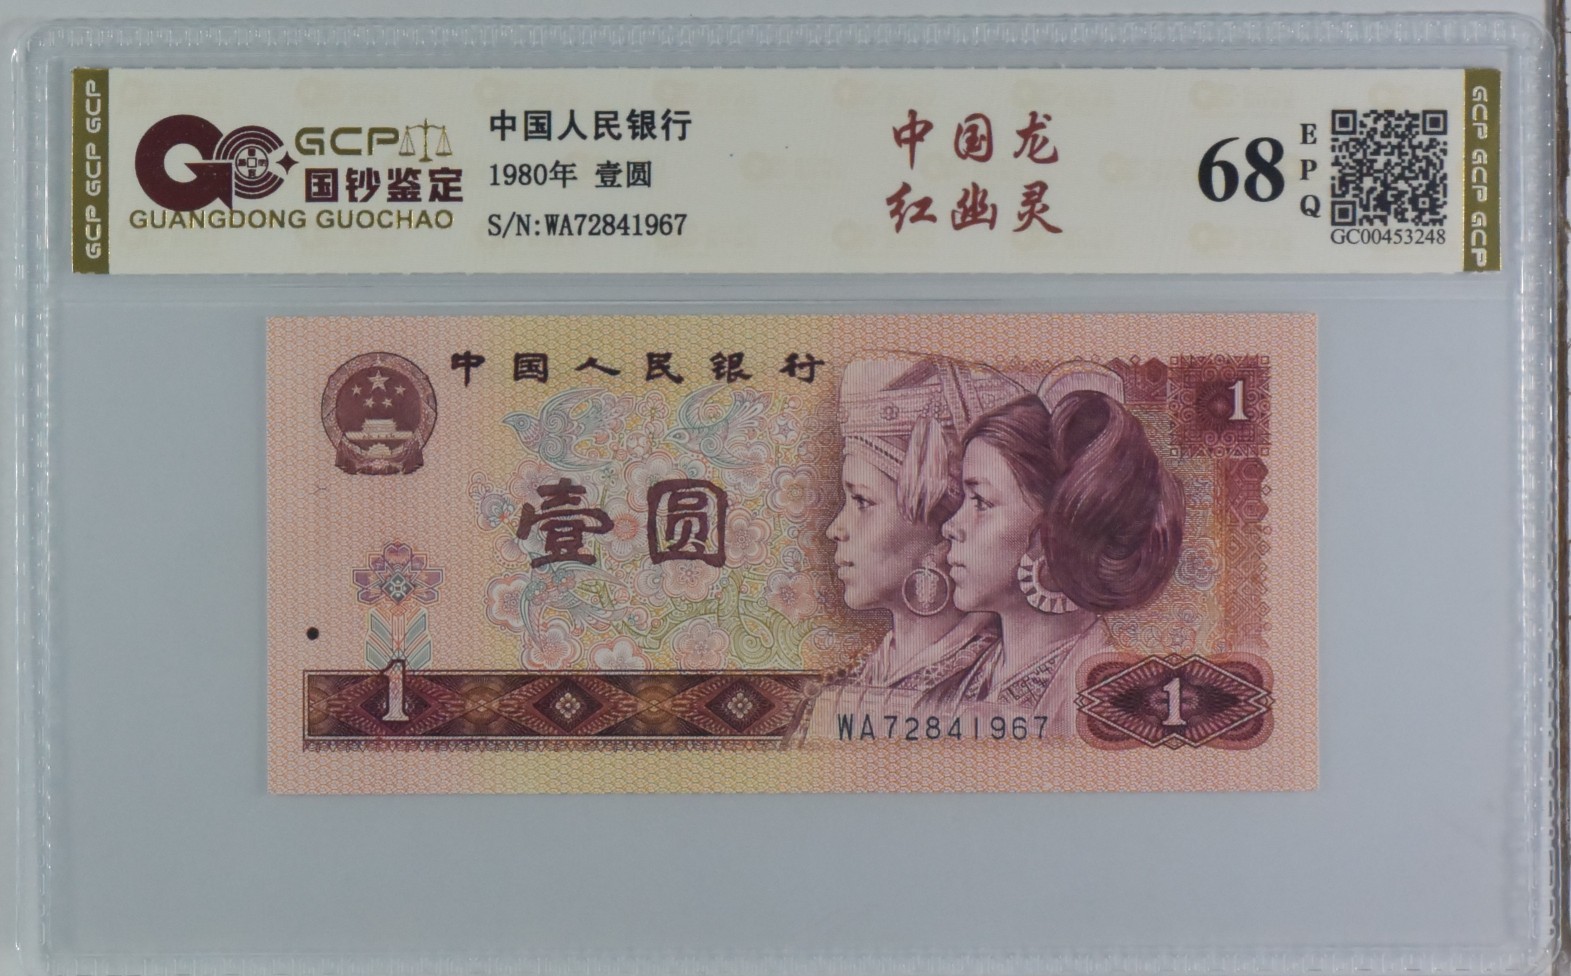 GCP GCP GCP
GCP
国钞鉴定
GUANGDONG GUOCHAO
中国人民银行
1980年 壹圆
S/N:WA72841967
中国龙
红幽灵
68
EPQ
GC00453248
GCP GCP GCP
中国人民银行
1
壹圆
1
WA72841967
1